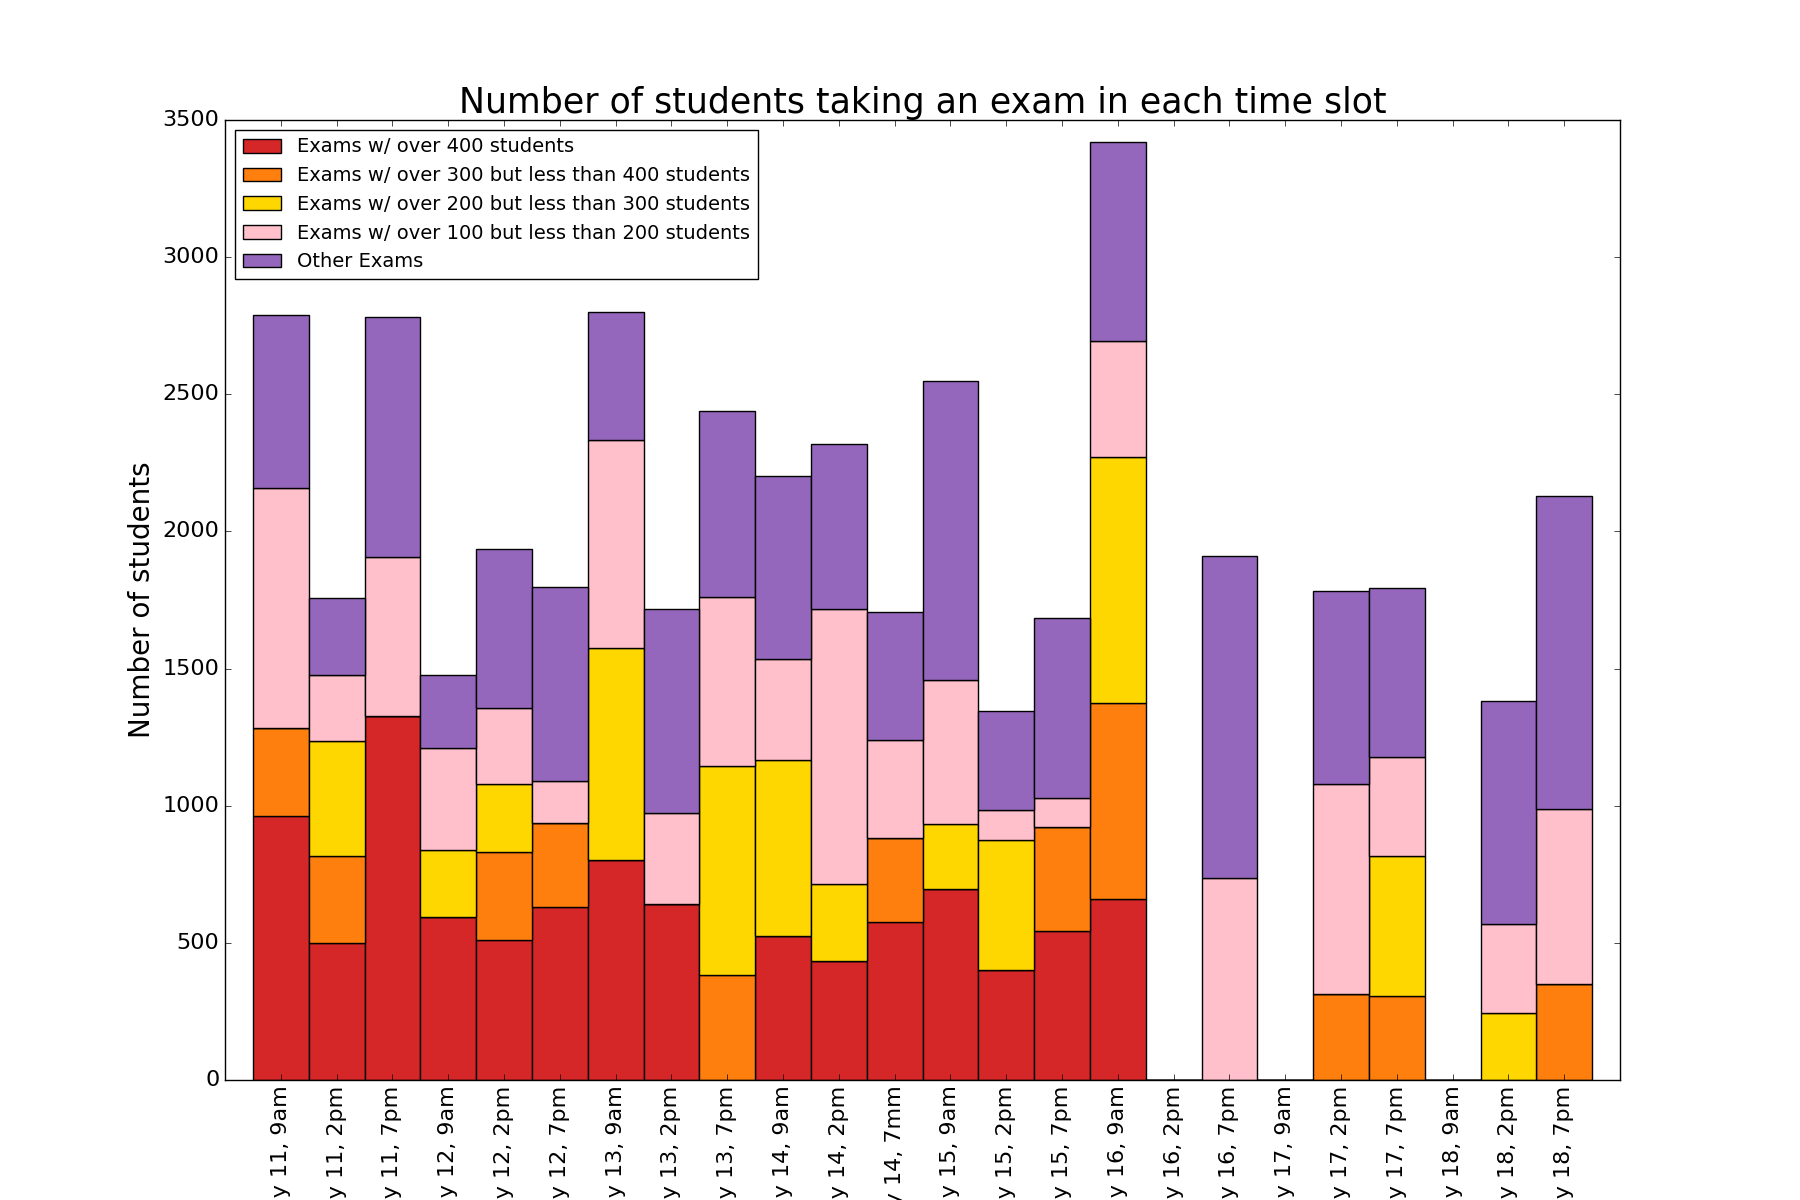 Number of students taking an exam in each time slot
Exams w/ over 400 students
Exams w/ over 300 but less than 400 students
Exams w/ over 200 but less than 300 students
Exams w/ over 100 but less than 200 students
Other Exams
Number of students
3500
3000
2500
2000
1500
1000
500
0
y 11, 9am
y 11, 2pm
y 11, 7pm
y 12, 9am
y 12, 2pm
y 12, 7pm
y 13, 9am
y 13, 2pm
y 13, 7pm
y 14, 9am
y 14, 2pm
y 14, 7mm
y 15, 9am
y 15, 2pm
y 15, 7pm
y 16, 9am
y 16, 2pm
y 16, 7pm
y 17, 9am
y 17, 2pm
y 17, 7pm
y 18, 9am
y 18, 2pm
y 18, 7pm